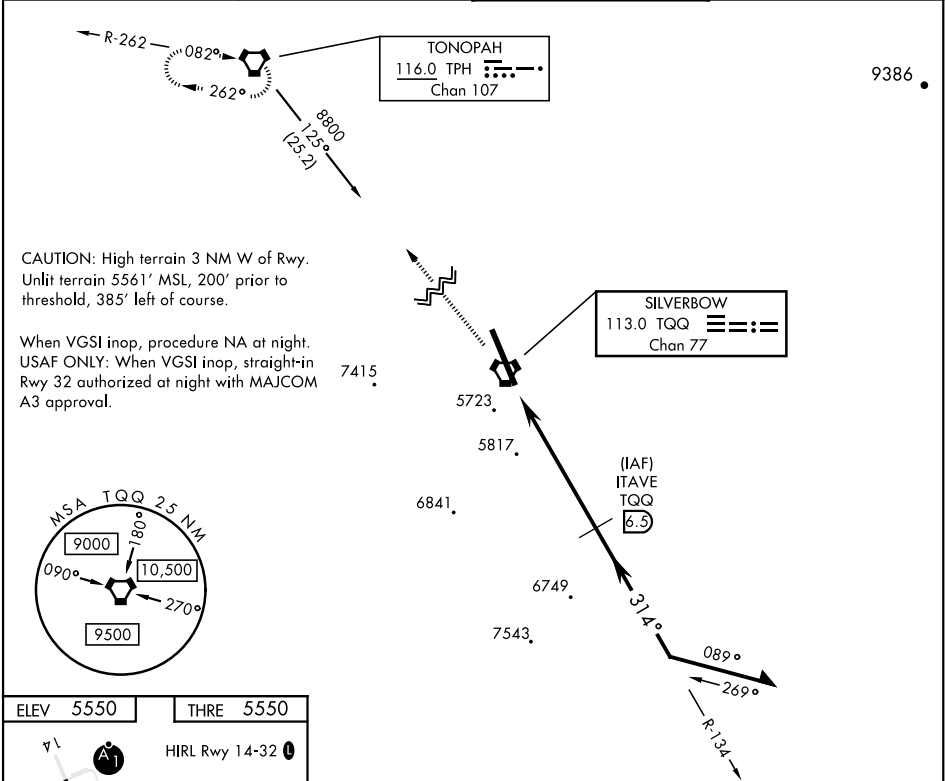 R-262
082°
262°
TONOPAH
116.0 TPH
Chan 107
9386
8800
125°
(25.2)
CAUTION: High terrain 3 NM W of Rwy.
Unlit terrain 5561' MSL, 200' prior to
threshold, 385' left of course.
When VGSI inop, procedure NA at night.
USAF ONLY: When VGSI inop, straight-in
Rwy 32 authorized at night with MAJCOM
A3 approval.
SILVERBOW
113.0 TQQ
Chan 77
7415
5723
5817
(IAF)
ITAVE
TQQ
6.5
6841
MSA TQQ 25 NM
9000
180°
090°
10,500
270°
9500
6749
314°
7543
089°
269°
R-134
ELEV 5550
THRE 5550
14
A1
HIRL Rwy 14-32 L